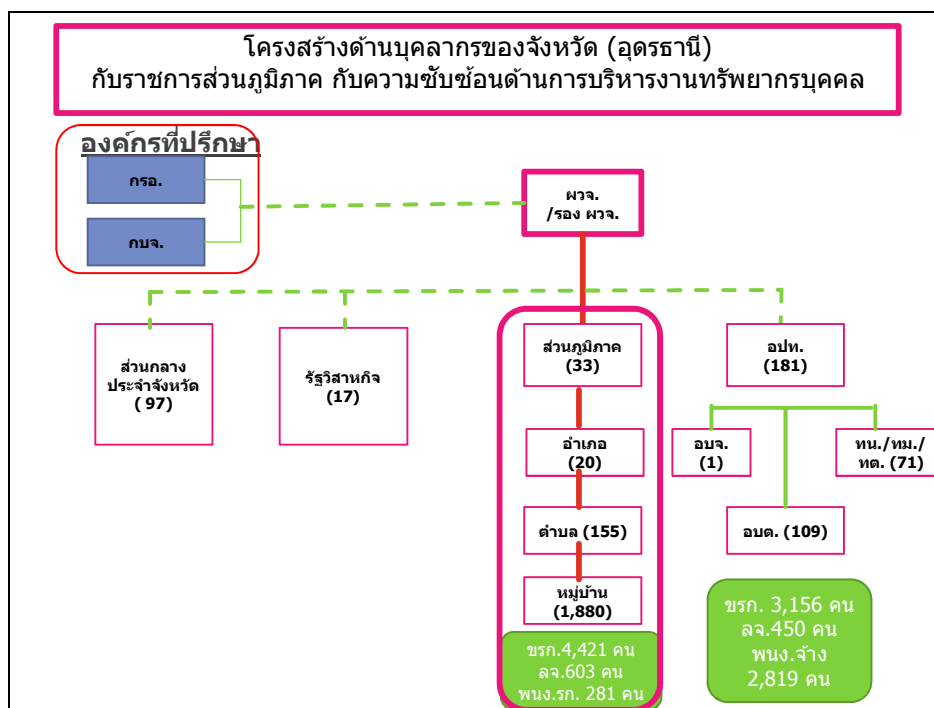 โครงสร้างด้านบุคลากรของจังหวัด (อุดรธานี)
กับราชการส่วนภูมิภาค กับความซับซ้อนด้านการบริหารงานทรัพยากรบุคคล
องค์กรที่ปรึกษา
กรอ.
กบจ.
ผวจ.
/รอง ผวจ.
ส่วนกลาง
ประจำจังหวัด
( 97)
รัฐวิสาหกิจ
(17)
ส่วนภูมิภาค
(33)
อปท.
(181)
อำเภอ
(20)
อบจ.
(1)
ทน./ทม./
ทต. (71)
ตำบล (155)
อบต. (109)
หมู่บ้าน
(1,880)
ขรก.4,421 คน
ลจ.603 คน
พนง.รก. 281 คน
ขรก. 3,156 คน
ลจ.450 คน
พนง.จ้าง
2,819 คน